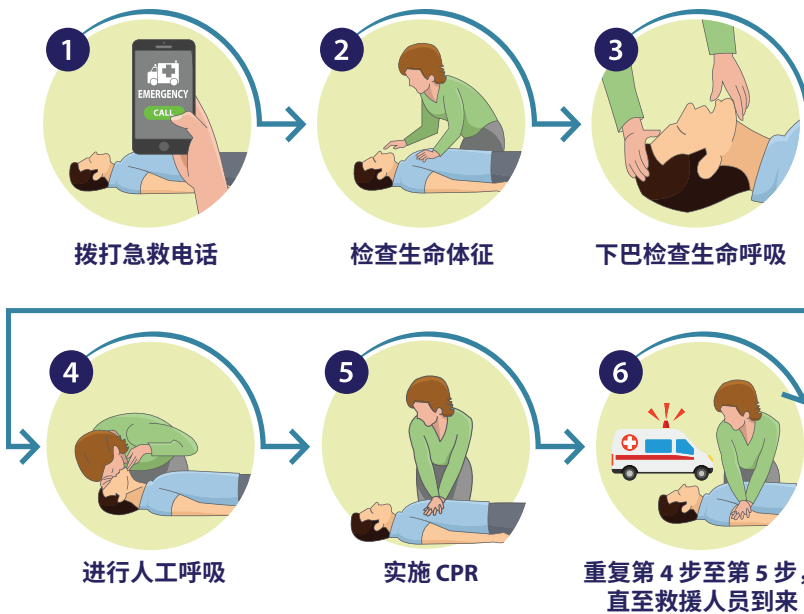 1
EMERGENCY
CALL
拨打急救电话
2
检查生命体征
3
下巴检查生命呼吸
4
进行人工呼吸
5
实施 CPR
6
重复第 4 步至第 5 步，
直至救援人员到来